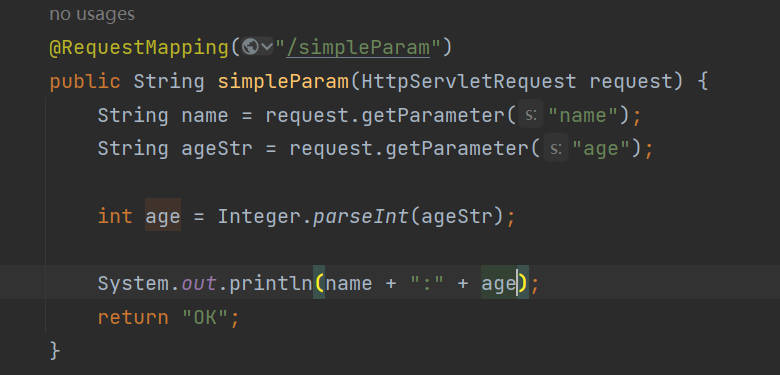 no usages
@RequestMapping("/simpleParam")
public String simpleParam(HttpServletRequest request) {
String name = request.getParameter( s: "name");
String ageStr = request.getParameter( s: "age");
int age = Integer.parseInt(ageStr);
System.out.println(name + ":" + age);
return "OK";
}